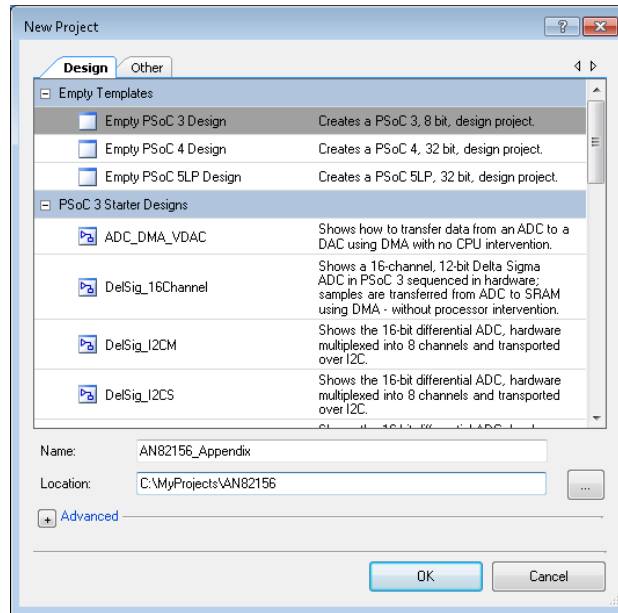 New Project
Design Other
Empty Templates
Empty PSoC 3 Design Creates a PSoC 3, 8 bit, design project.
Empty PSoC 4 Design Creates a PSoC 4, 32 bit, design project.
Empty PSoC 5LP Design Creates a PSoC 5LP, 32 bit, design project.
PSoC 3 Starter Designs
ADC_DMA_VDAC Shows how to transfer data from an ADC to a
DAC using DMA with no CPU intervention.
Shows a 16-channel, 12-bit Delta Sigma
DelSig_16Channel ADC in PSoC 3 sequenced in hardware;
samples are transferred from ADC to SRAM
using DMA - without processor intervention.
Shows the 16-bit differential ADC, hardware
DelSig_I2CM multiplexed into 8 channels and transported
over I2C.
Shows the 16-bit differential ADC, hardware
DelSig_I2CS multiplexed into 8 channels and transported
over I2C.
Name: AN82156_Appendix
Location: C:\MyProjects\AN82156
...
Advanced
OK Cancel